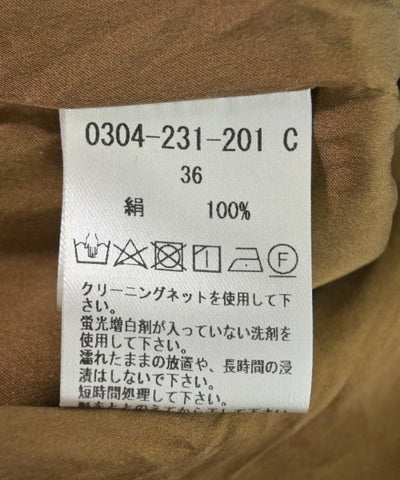 0304-231-201 C
36
絹 100%
F
クリーニングネットを使用して下
さい。
蛍光増白剤が入っていない洗剤を
使用して下さい。
濡れたままの放置や、長時間の浸
漬はしないで下さい。
短時間処理して下さい。